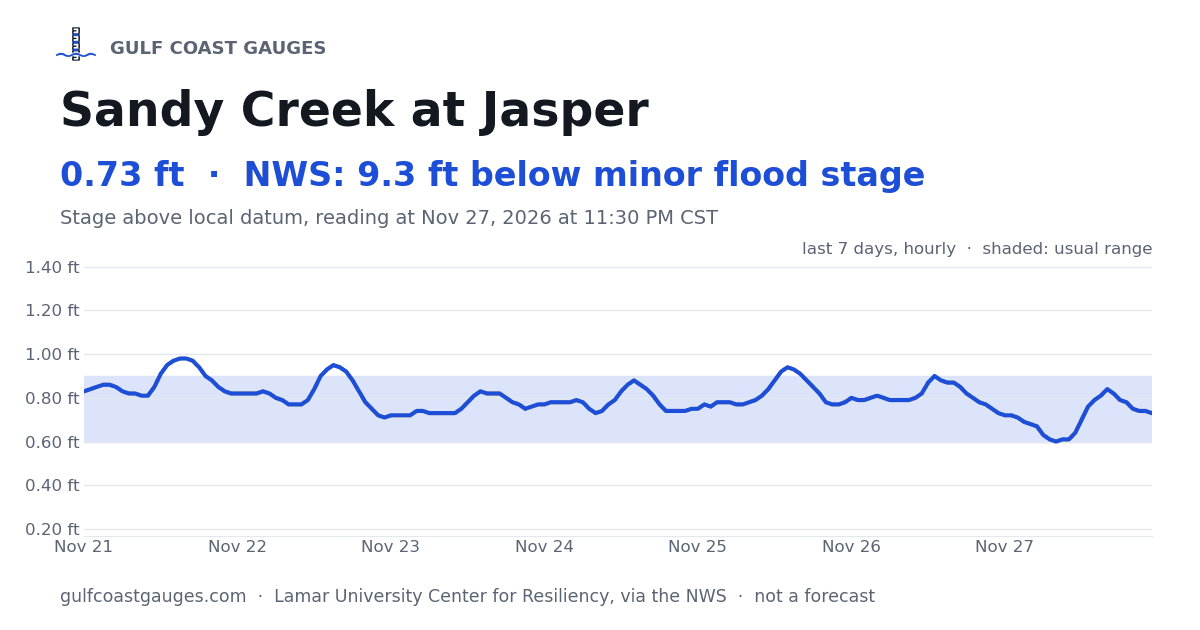 GULF COAST GAUGES
Sandy Creek at Jasper
0.73 ft · NWS: 9.3 ft below minor flood stage
Stage above local datum, reading at Nov 27, 2026 at 11:30 PM CST
last 7 days, hourly · shaded: usual range
1.40 ft
1.20 ft
1.00 ft
0.80 ft
0.60 ft
0.40 ft
0.20 ft
Nov 21 Nov 22 Nov 23 Nov 24 Nov 25 Nov 26 Nov 27
gulfcoastgauges.com · Lamar University Center for Resiliency, via the NWS · not a forecast